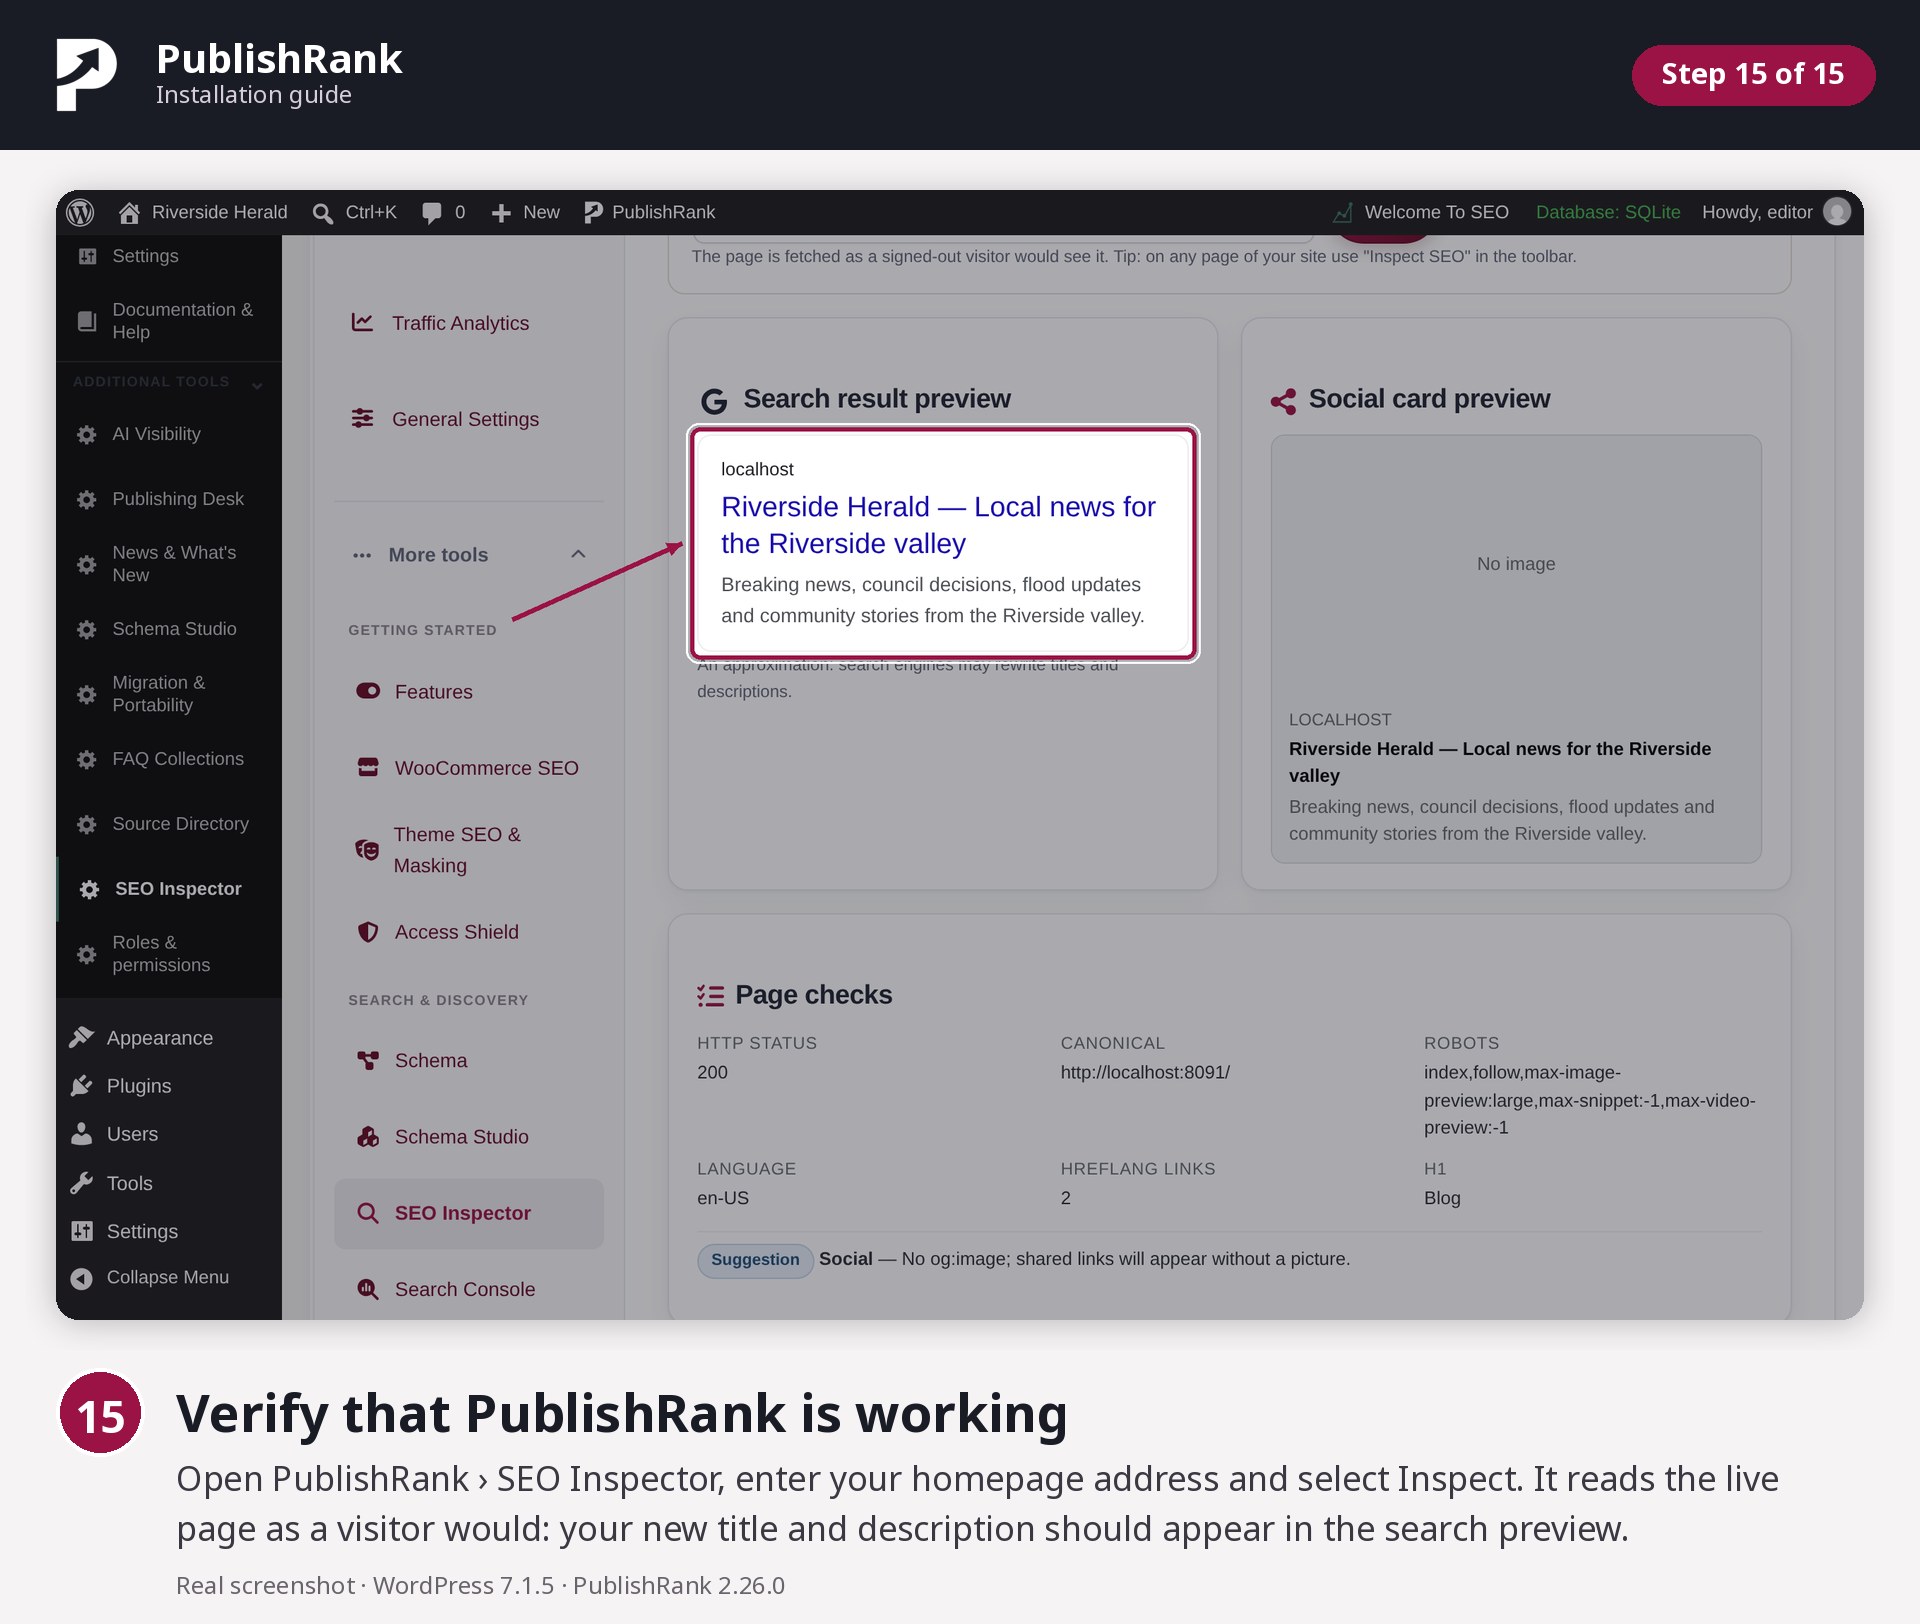 PublishRank
Installation guide
Step 15 of 15
Riverside Herald
Ctrl+K
0
New
PublishRank
Welcome To SEO
Database: SQLite
Howdy, editor
Settings
Documentation &
Help
ADDITIONAL TOOLS
AI Visibility
Publishing Desk
News & What's
New
Schema Studio
Migration &
Portability
FAQ Collections
Source Directory
SEO Inspector
Roles &
permissions
Appearance
Plugins
Users
Tools
Settings
Collapse Menu
Traffic Analytics
General Settings
More tools
GETTING STARTED
Features
WooCommerce SEO
Theme SEO &
Masking
Access Shield
SEARCH & DISCOVERY
Schema
Schema Studio
SEO Inspector
Search Console
The page is fetched as a signed-out visitor would see it. Tip: on any page of your site use "Inspect SEO" in the toolbar.
Search result preview
localhost
Riverside Herald — Local news for
the Riverside valley
Breaking news, council decisions, flood updates
and community stories from the Riverside valley.
An approximation: search engines may rewrite titles and
descriptions.
Social card preview
No image
LOCALHOST
Riverside Herald — Local news for the Riverside
valley
Breaking news, council decisions, flood updates and
community stories from the Riverside valley.
Page checks
HTTP STATUS
200
CANONICAL
http://localhost:8091/
ROBOTS
index,follow,max-image-
preview:large,max-snippet:-1,max-video-
preview:-1
LANGUAGE
en-US
HREFLANG LINKS
2
H1
Blog
Suggestion Social — No og:image; shared links will appear without a picture.
15
Verify that PublishRank is working
Open PublishRank › SEO Inspector, enter your homepage address and select Inspect. It reads the live
page as a visitor would: your new title and description should appear in the search preview.
Real screenshot · WordPress 7.1.5 · PublishRank 2.26.0